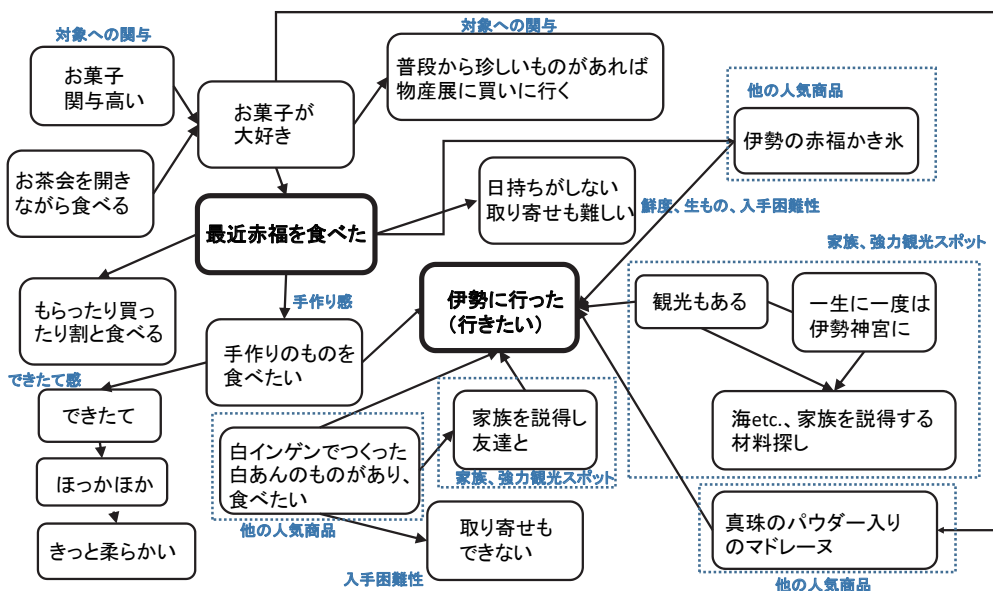 対象への関与
お菓子
関与高い
お茶会を開き
ながら食べる
お菓子が
大好き
対象への関与
普段から珍しいものがあれば
物産展に買いに行く
他の人気商品
伊勢の赤福かき氷
最近赤福を食べた
日持ちがしない
取り寄せも難しい
鮮度、生もの、入手困難性
もらったり買っ
たり割と食べる
手作り感
手作りのものを
食べたい
できたて感
できたて
ほっかほか
きっと柔らかい
伊勢に行った
(行きたい)
家族、強力観光スポット
観光もある
一生に一度は
伊勢神宮に
海etc.、家族を説得する
材料探し
白インゲンでつくった
白あんのものがあり、
食べたい
他の人気商品
家族を説得し
友達と
家族、強力観光スポット
取り寄せも
できない
入手困難性
真珠のパウダー入り
のマドレーヌ
他の人気商品